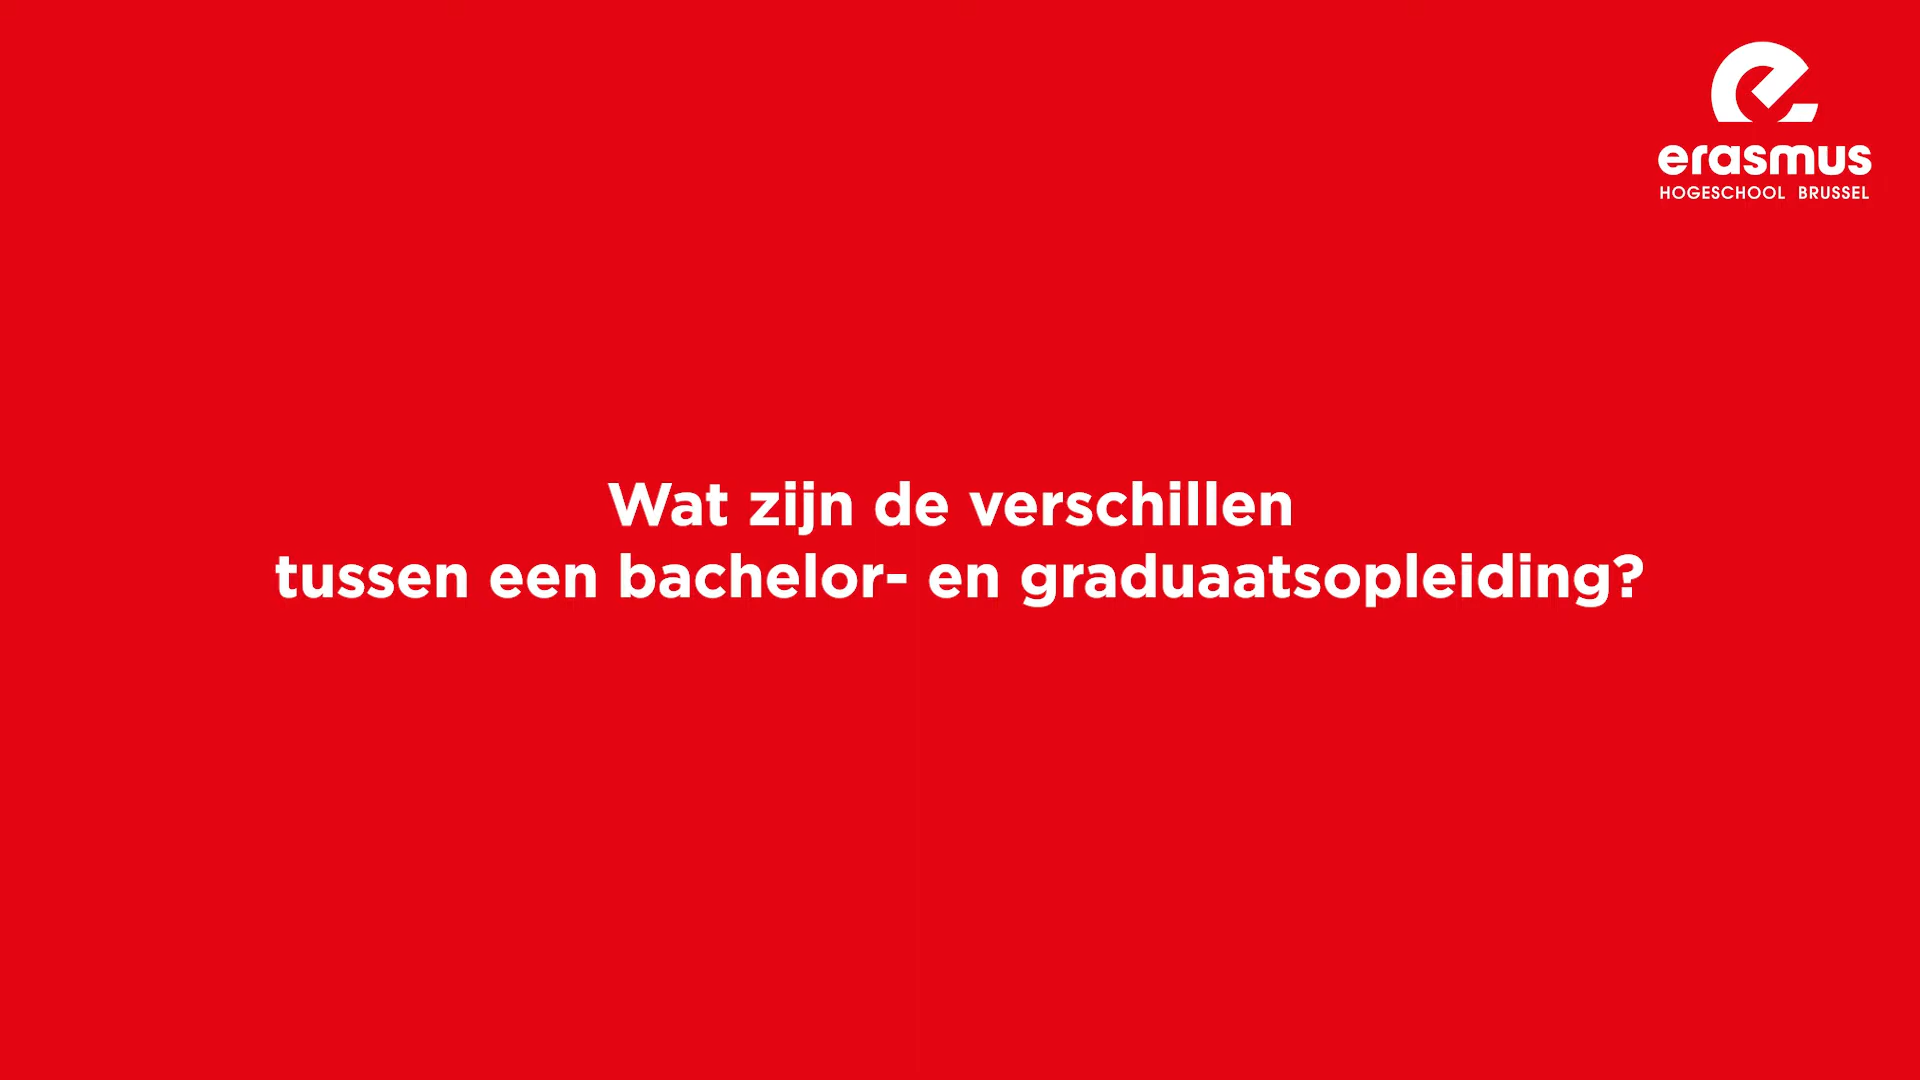 erasmus
HOGESCHOOL BRUSSEL
Wat zijn de verschillen
tussen een bachelor- en graduaatsopleiding?